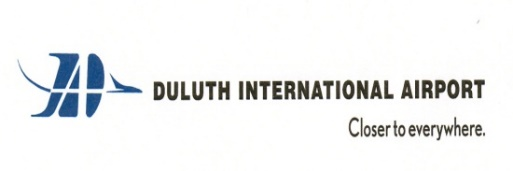 DULUTH INTERNATIONAL AIRPORT
Closer to everywhere.